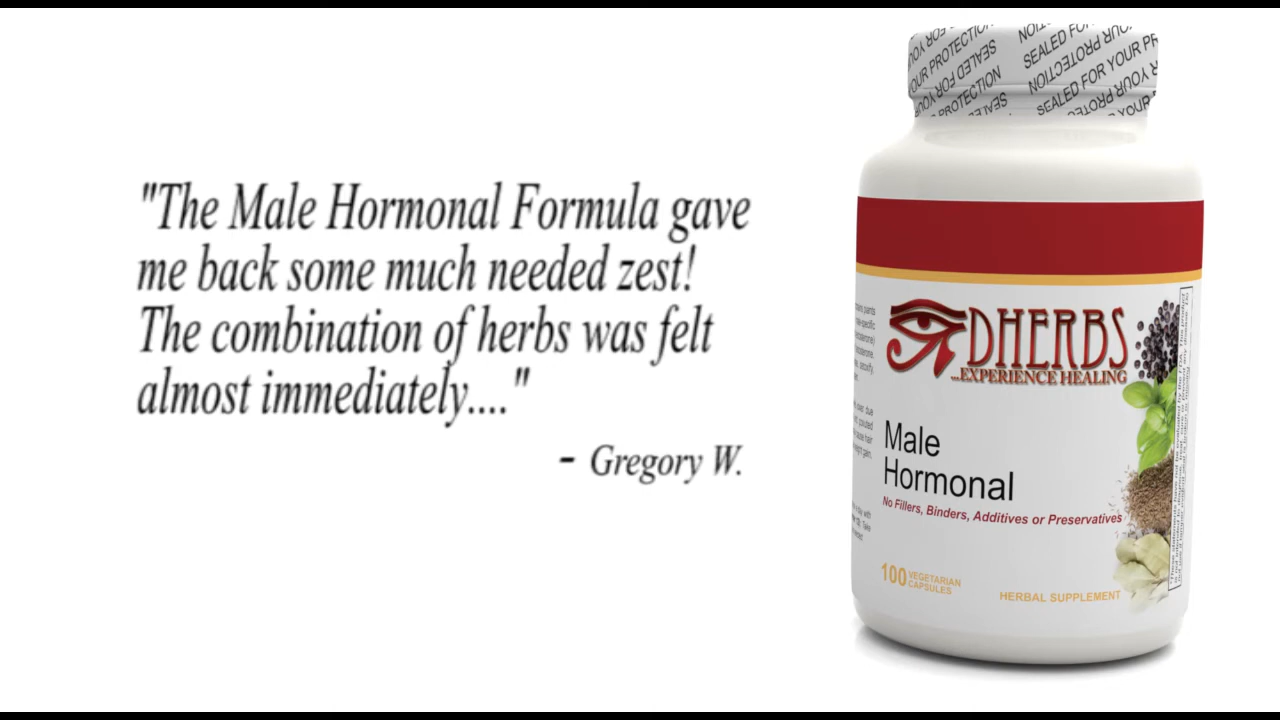 "The Male Hormonal Formula gave
me back some much needed zest!
The combination of herbs was felt
almost immediately...."
- Gregory W.
SEALED FOR YOUR PROTECTION
DHERBS
...EXPERIENCE HEALING
Male
Hormonal
No Fillers, Binders, Additives or Preservatives
100 VEGETARIAN
CAPSULES
HERBAL SUPPLEMENT